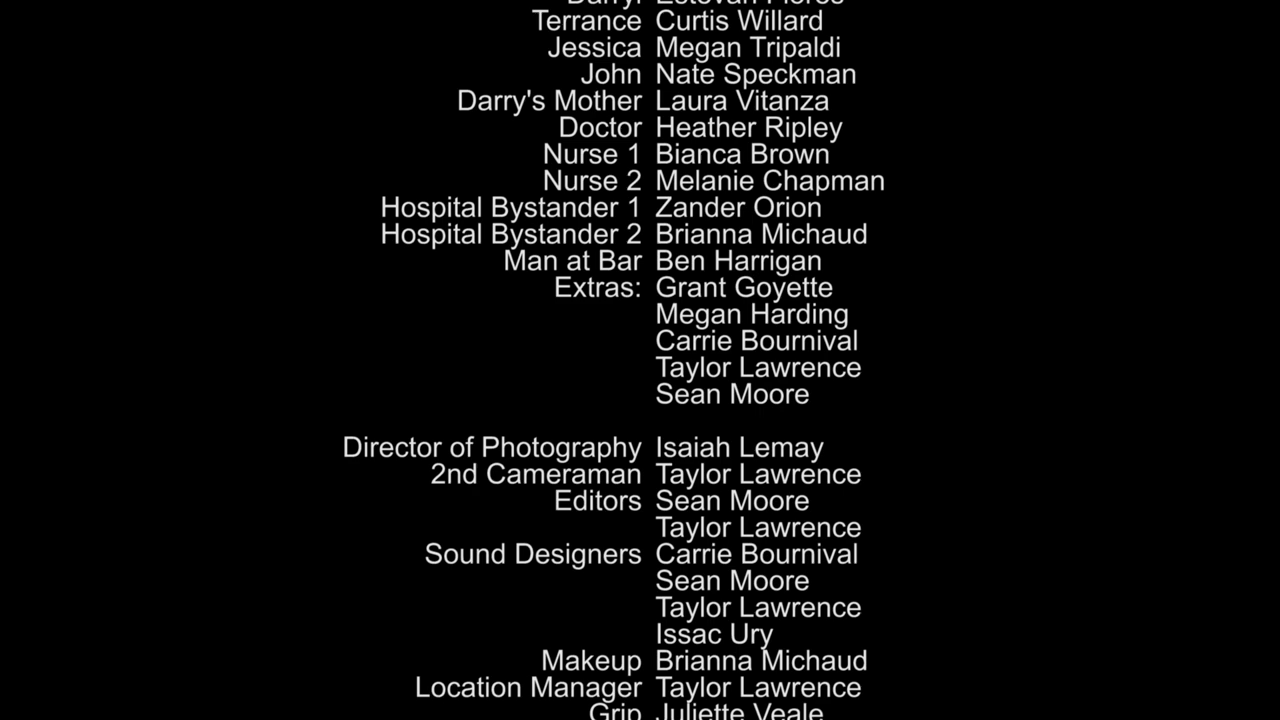 Darryl Estevan Flores
Terrance Curtis Willard
Jessica Megan Tripaldi
John Nate Speckman
Darry's Mother Laura Vitanza
Doctor Heather Ripley
Nurse 1 Bianca Brown
Nurse 2 Melanie Chapman
Hospital Bystander 1 Zander Orion
Hospital Bystander 2 Brianna Michaud
Man at Bar Ben Harrigan
Extras: Grant Goyette
Megan Harding
Carrie Bournival
Taylor Lawrence
Sean Moore
Director of Photography Isaiah Lemay
2nd Cameraman Taylor Lawrence
Editors Sean Moore
Taylor Lawrence
Sound Designers Carrie Bournival
Sean Moore
Taylor Lawrence
Issac Ury
Makeup Brianna Michaud
Location Manager Taylor Lawrence
Grip Juliette Veale